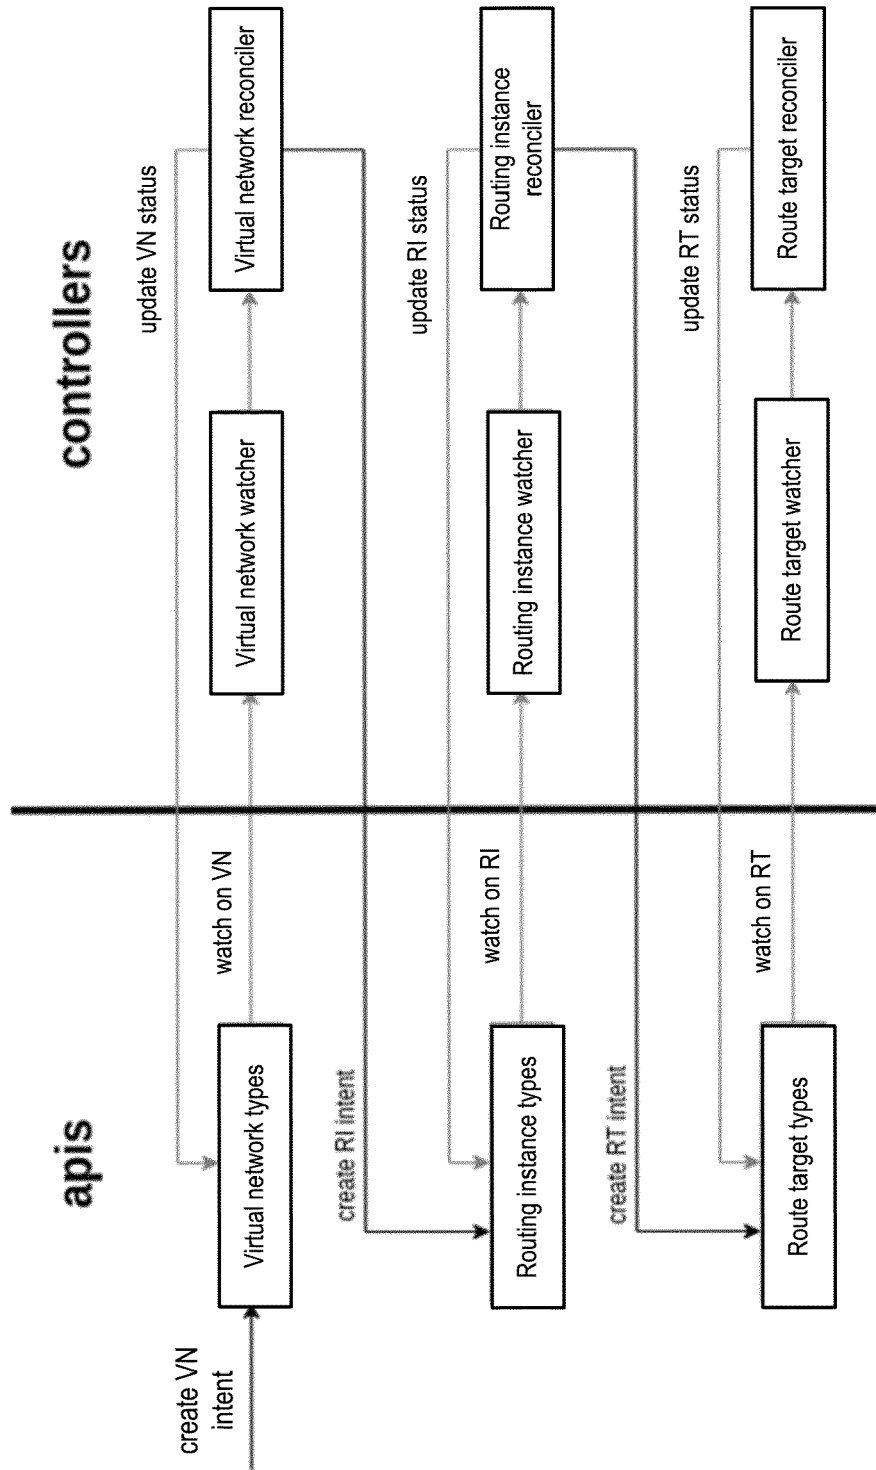 apis
controllers
create VN
intent
Virtual network types
watch on VN
Virtual network watcher
update VN status
Virtual network reconciler
create RI intent
Routing instance types
watch on RI
Routing instance watcher
update RI status
Routing instance
reconciler
create RT intent
Route target types
watch on RT
Route target watcher
update RT status
Route target reconciler